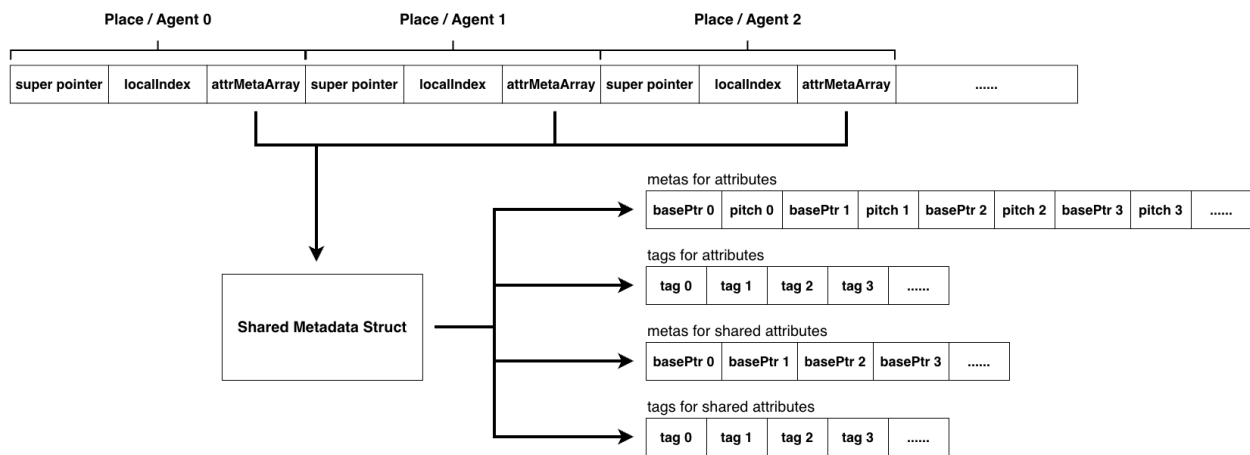 Place / Agent 0 Place / Agent 1 Place / Agent 2
super pointer localIndex attrMetaArray super pointer localIndex attrMetaArray super pointer localIndex attrMetaArray ......
metas for attributes
basePtr 0 pitch 0 basePtr 1 pitch 1 basePtr 2 pitch 2 basePtr 3 pitch 3 ......
tags for attributes
tag 0 tag 1 tag 2 tag 3 ......
Shared Metadata Struct
metas for shared attributes
basePtr 0 basePtr 1 basePtr 2 basePtr 3 ......
tags for shared attributes
tag 0 tag 1 tag 2 tag 3 ......